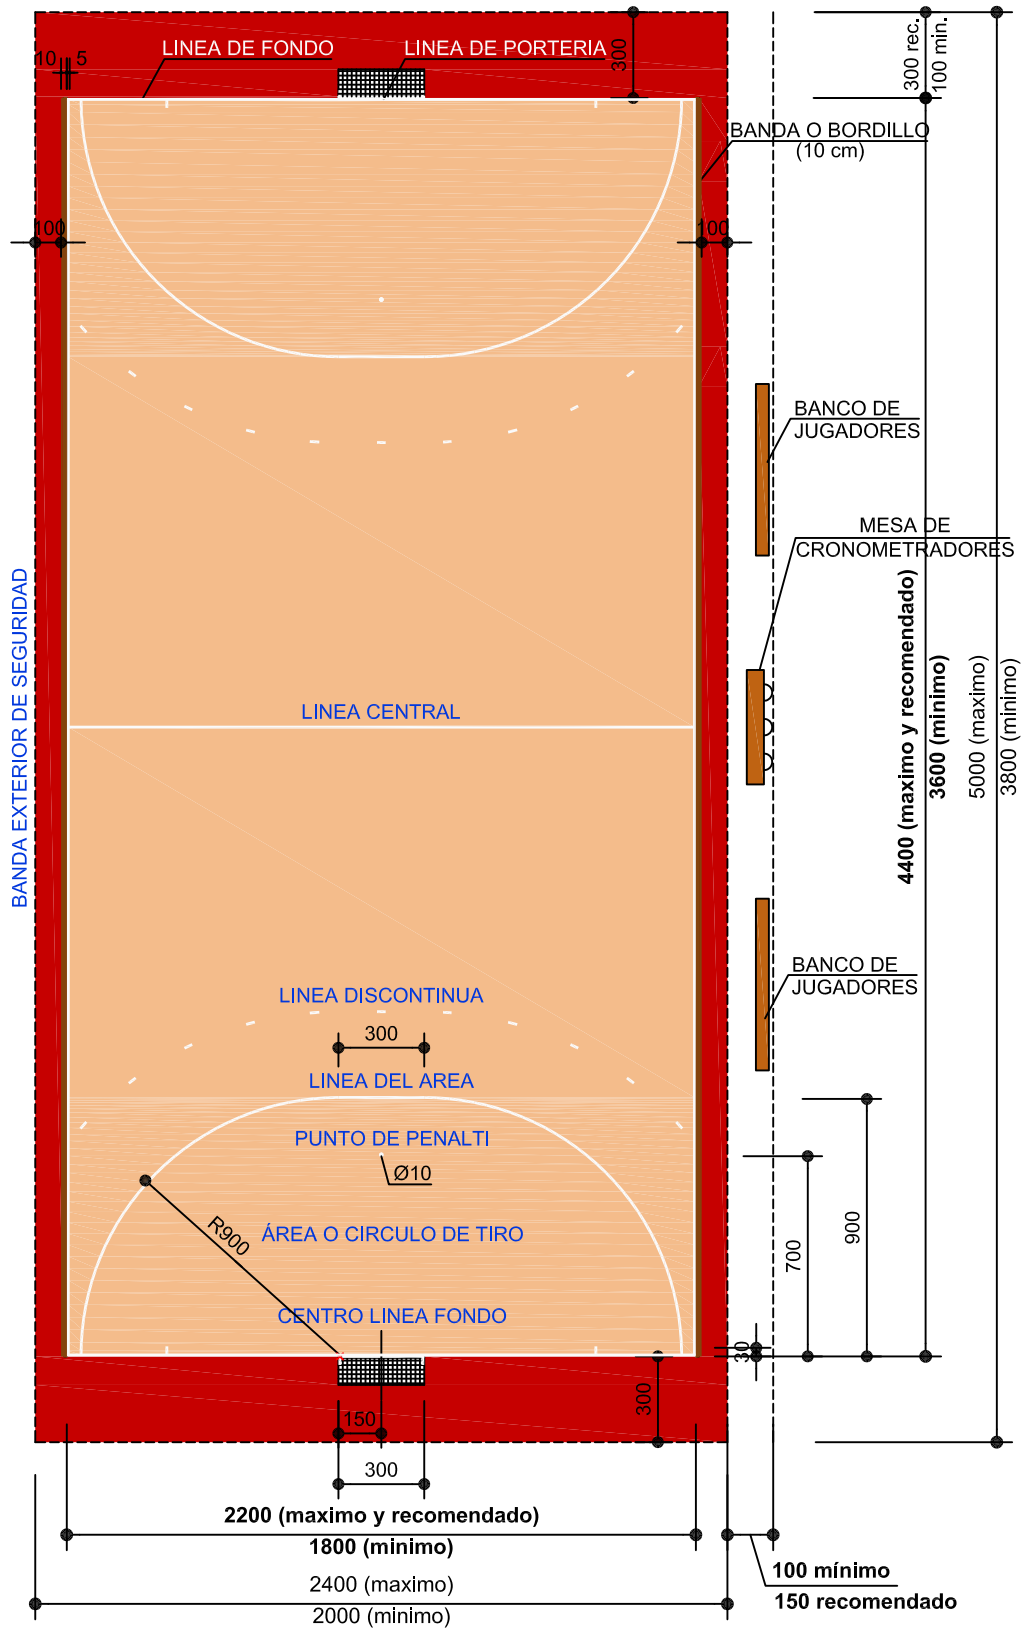 LINEA DE FONDO
LINEA DE PORTERIA
10
5
300
300 rec.
100 min.
BANDA O BORDILLO
(10 cm)
100
100
BANCO DE
JUGADORES
MESA DE
CRONOMETRADORES
BANDA EXTERIOR DE SEGURIDAD
4400 (maximo y recomendado)
3600 (minimo)
5000 (maximo)
3800 (minimo)
LINEA CENTRAL
BANCO DE
JUGADORES
LINEA DISCONTINUA
300
LINEA DEL AREA
PUNTO DE PENALTI
Ø10
R900
ÁREA O CIRCULO DE TIRO
700
900
CENTRO LINEA FONDO
30
300
150
300
2200 (maximo y recomendado)
1800 (minimo)
100 mínimo
150 recomendado
2400 (maximo)
2000 (minimo)